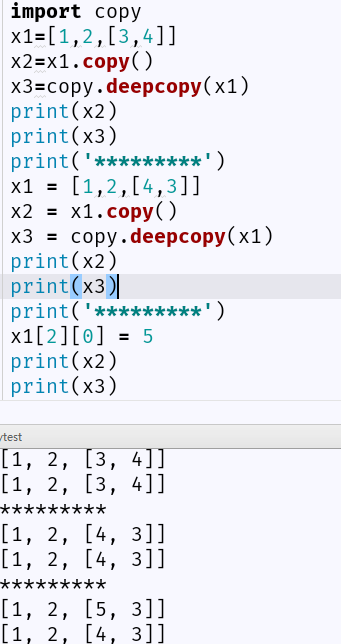 import copy
x1=[1,2,[3,4]]
x2=x1.copy()
x3=copy.deepcopy(x1)
print(x2)
print(x3)
print('*********')
x1 = [1,2,[4,3]]
x2 = x1.copy()
x3 = copy.deepcopy(x1)
print(x2)
print(x3)
print('*********')
x1[2][0] = 5
print(x2)
print(x3)
ytest
[1, 2, [3, 4]]
[1, 2, [3, 4]]
*********
[1, 2, [4, 3]]
[1, 2, [4, 3]]
*********
[1, 2, [5, 3]]
[1, 2, [4, 3]]